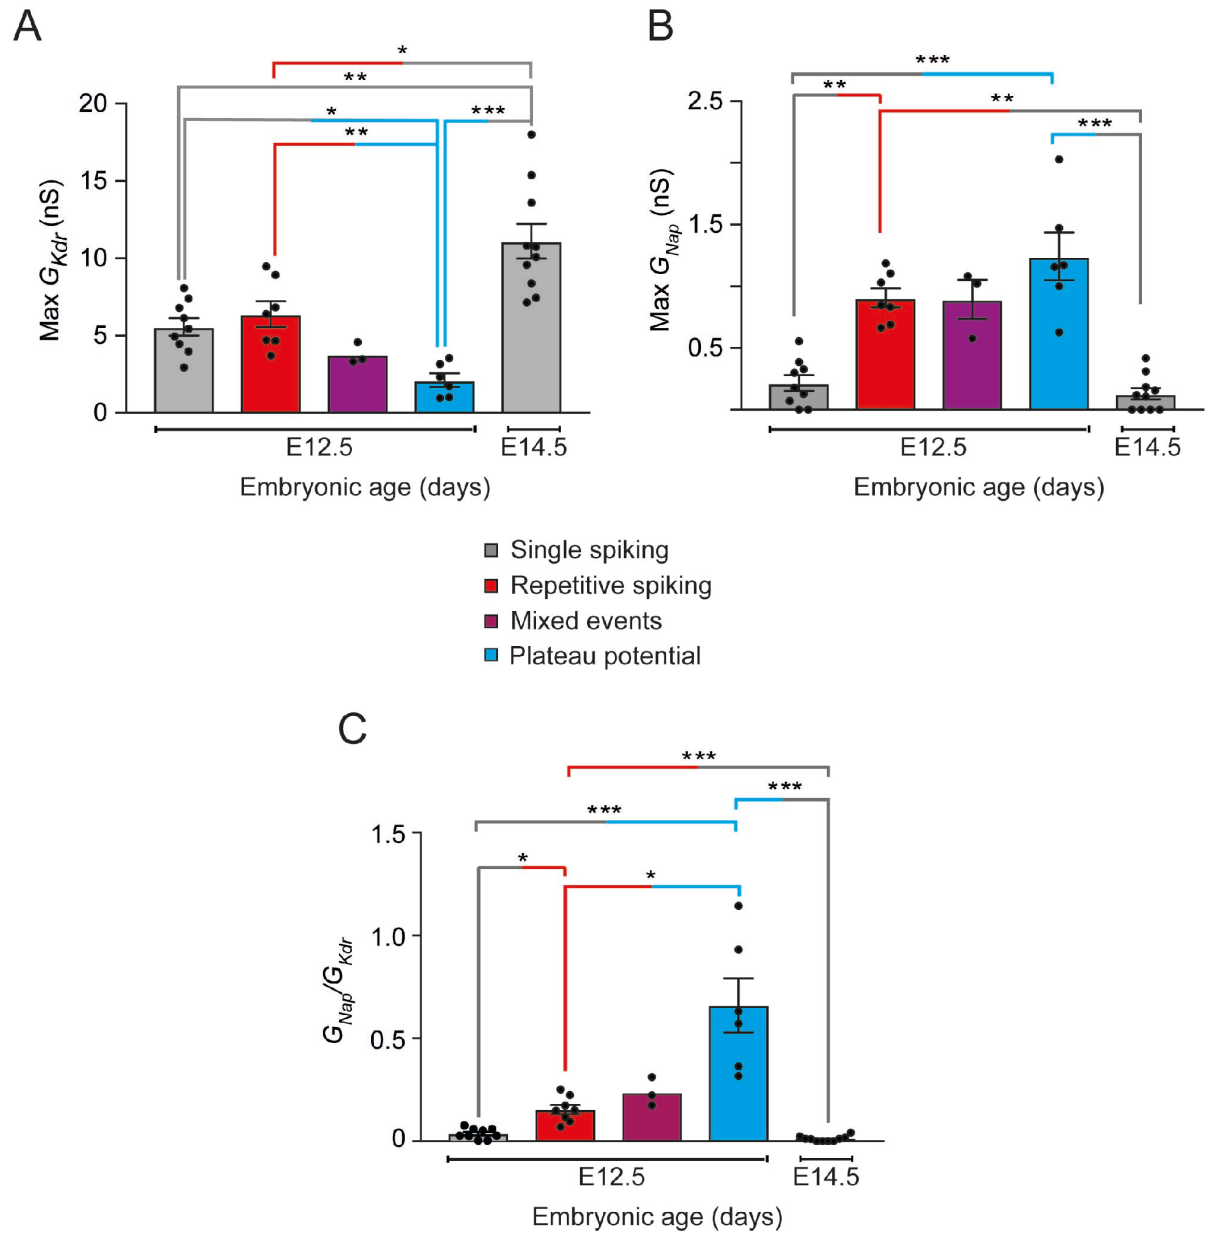 A
*
**
*
***
**
20
15
10
5
0
Max GKdr (nS)
E12.5
E14.5
Embryonic age (days)
B
***
**
**
***
2.5
1.5
0.5
Max GNap (nS)
E12.5
E14.5
Embryonic age (days)
Single spiking
Repetitive spiking
Mixed events
Plateau potential
C
***
***
***
*
*
1.5
1.0
0.5
0
GNap/GKdr
E12.5
E14.5
Embryonic age (days)